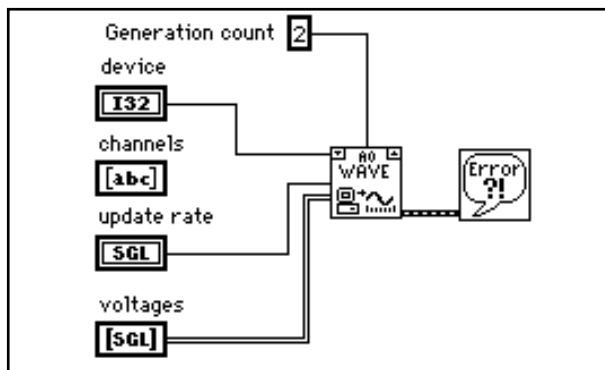 Generation count 2
device
I32
channels
[abc]
AO
WAVE
Error
?!
update rate
SGL
voltages
[SGL]